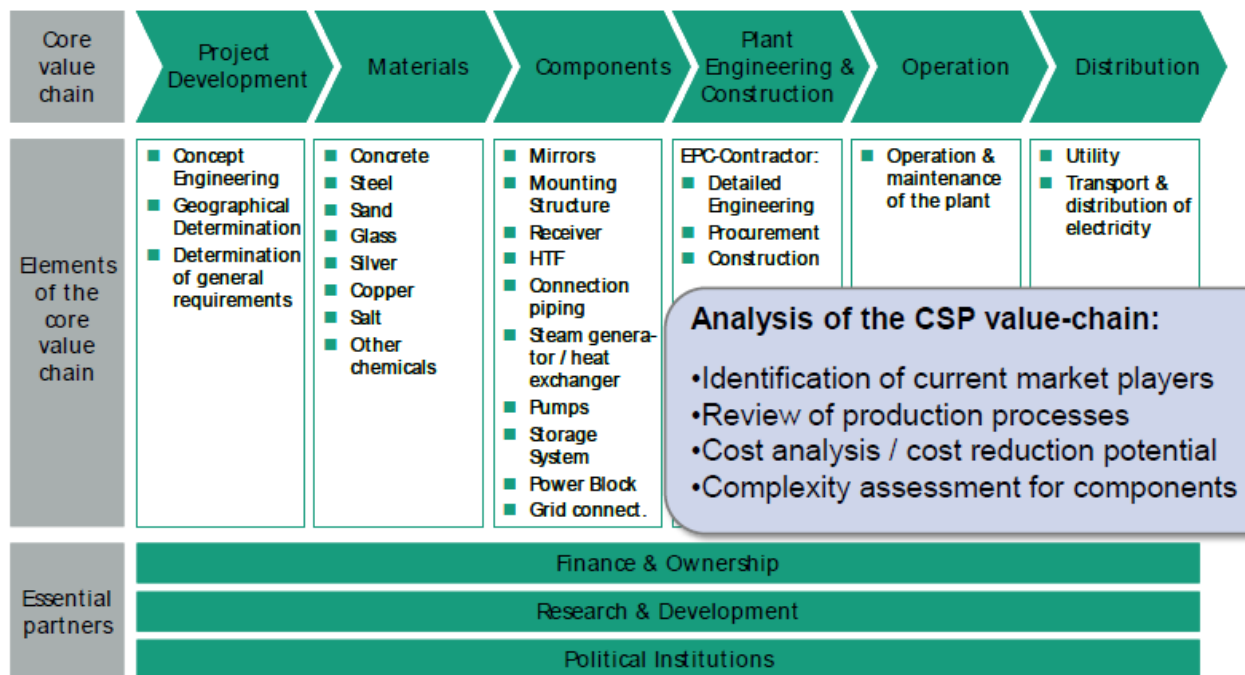 Core
value
chain
Project
Development
Materials
Components
Plant
Engineering &
Construction
Operation
Distribution
Elements
of the
core
value
chain
Concept
Engineering
Geographical
Determination
Determination
of general
requirements
Concrete
Steel
Sand
Glass
Silver
Copper
Salt
Other
chemicals
Mirrors
Mounting
Structure
Receiver
HTF
Connection
piping
Steam genera-
tor / heat
exchanger
Pumps
Storage
System
Power Block
Grid connect.
EPC-Contractor:
Detailed
Engineering
Procurement
Construction
Operation &
maintenance
of the plant
Utility
Transport &
distribution of
electricity
Analysis of the CSP value-chain:
•Identification of current market players
•Review of production processes
•Cost analysis / cost reduction potential
•Complexity assessment for components
Essential
partners
Finance & Ownership
Research & Development
Political Institutions